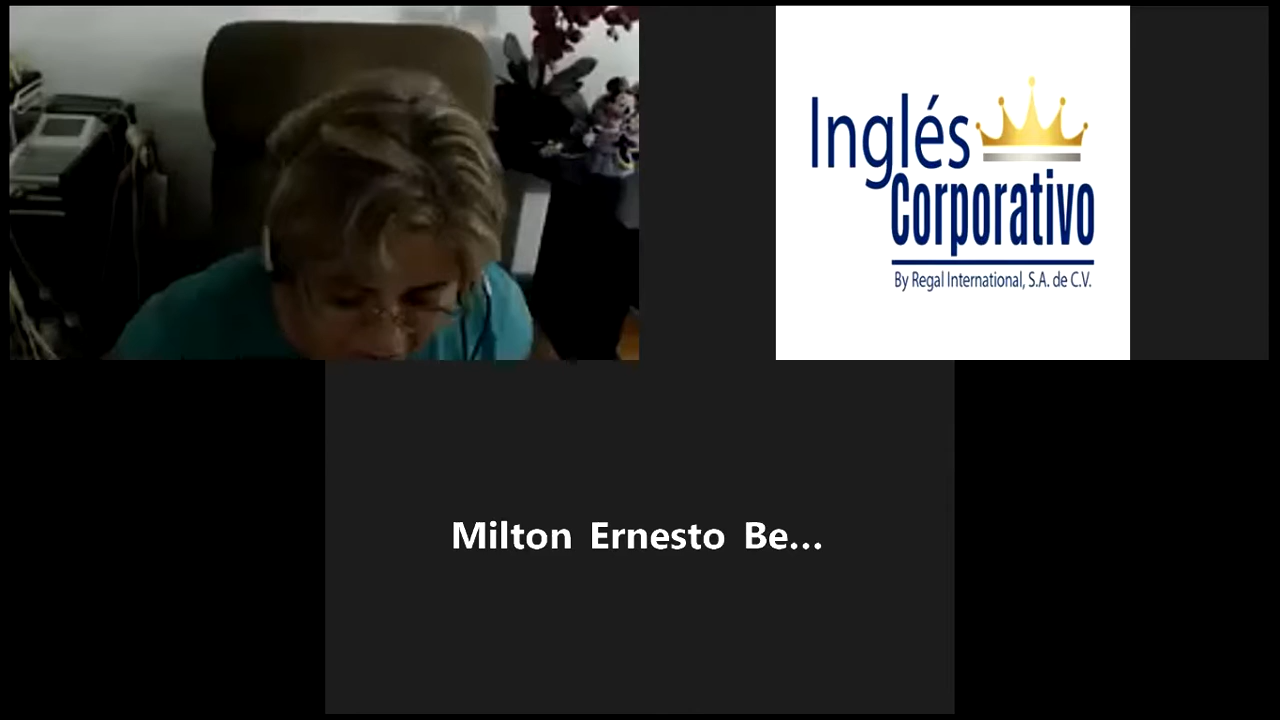 Inglés
Corporativo
By Regal International, S.A. de C.V.
Milton Ernesto Be...